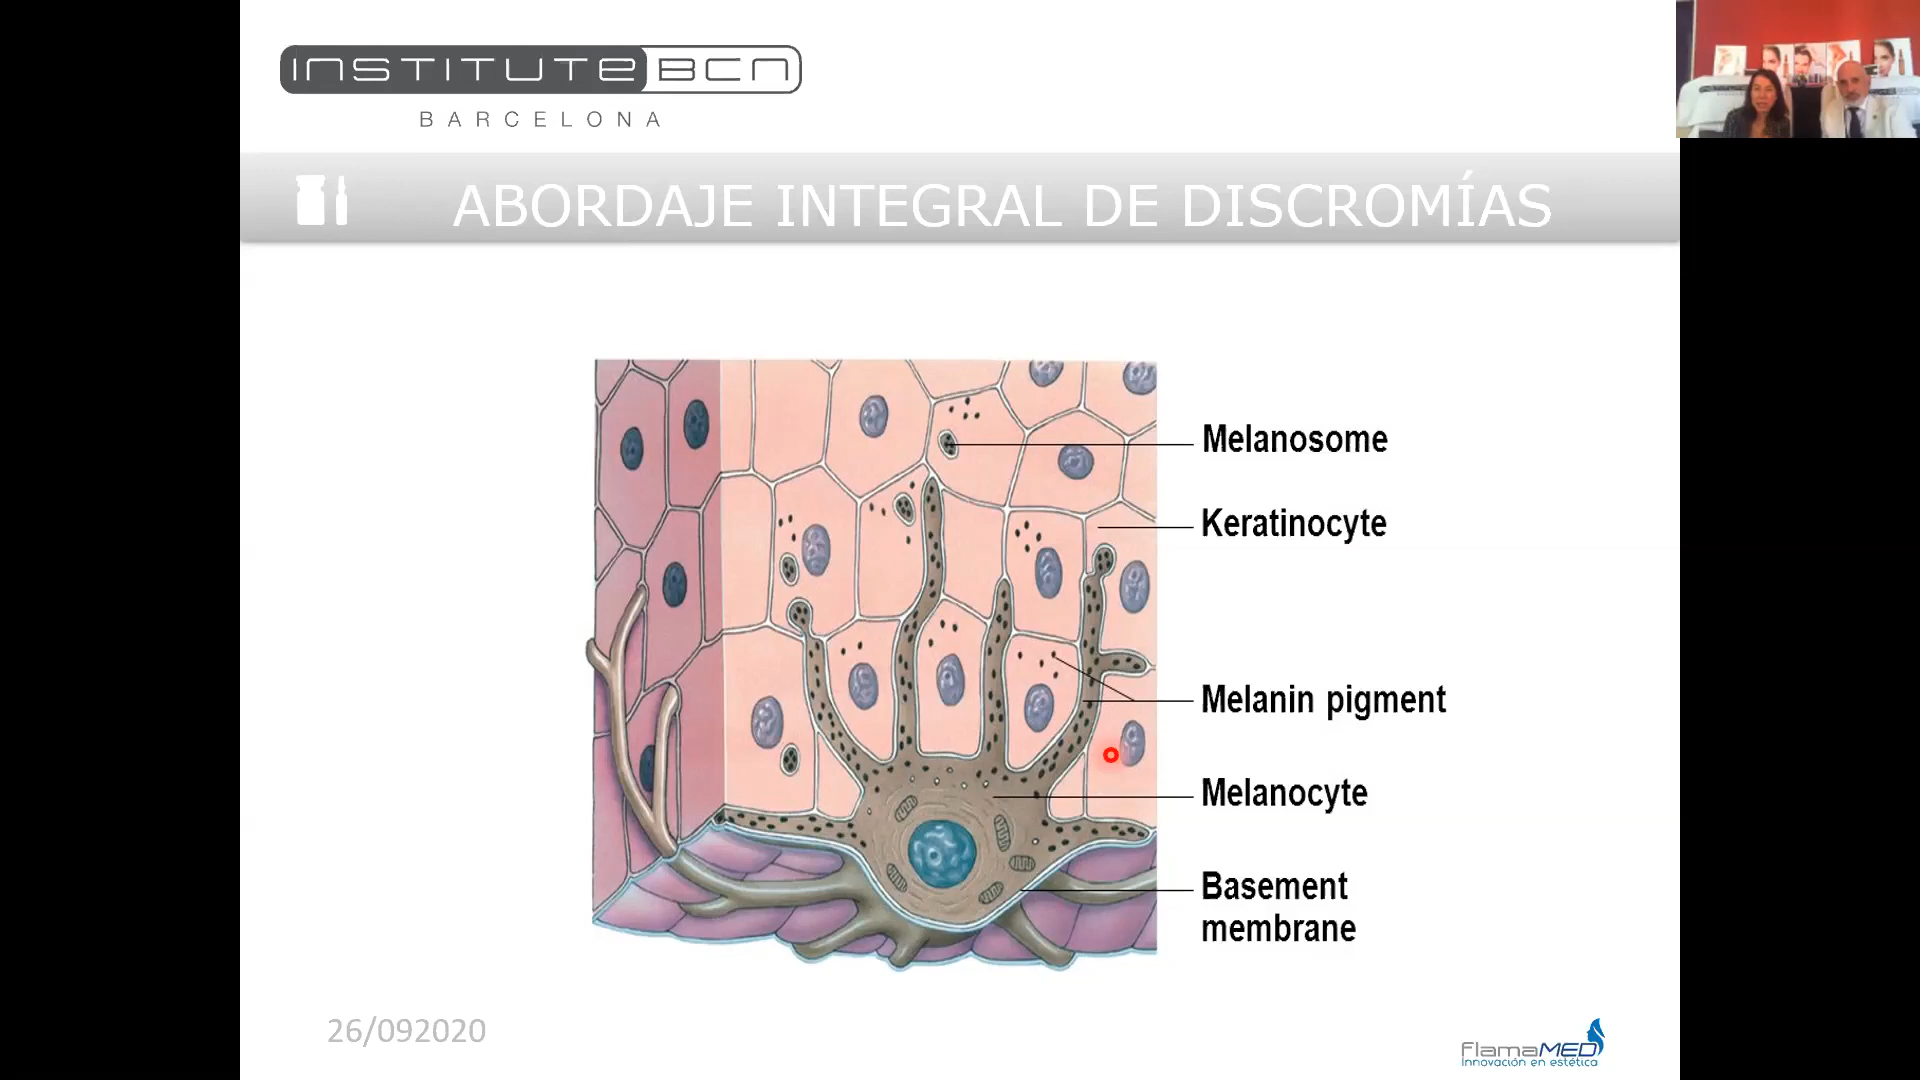 INSTITUTE BCN
BARCELONA
ABORDAJE INTEGRAL DE DISCROMÍAS
Melanosome
Keratinocyte
Melanin pigment
Melanocyte
Basement
membrane
26/092020
FlamaMED
Innovación en estética